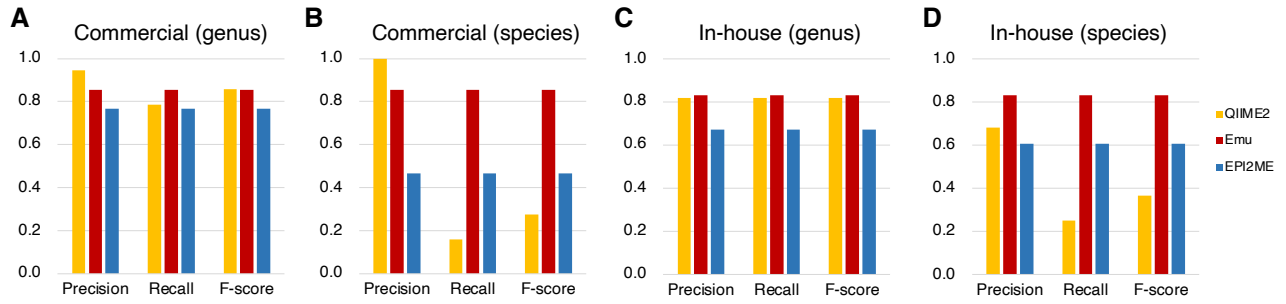 A
Commercial (genus)
1.0
0.8
0.6
0.4
0.2
0.0
Precision
Recall
F-score
B
Commercial (species)
1.0
0.8
0.6
0.4
0.2
0.0
Precision
Recall
F-score
C
In-house (genus)
1.0
0.8
0.6
0.4
0.2
0.0
Precision
Recall
F-score
D
In-house (species)
1.0
0.8
0.6
0.4
0.2
0.0
Precision
Recall
F-score
QIIME2
Emu
EPI2ME